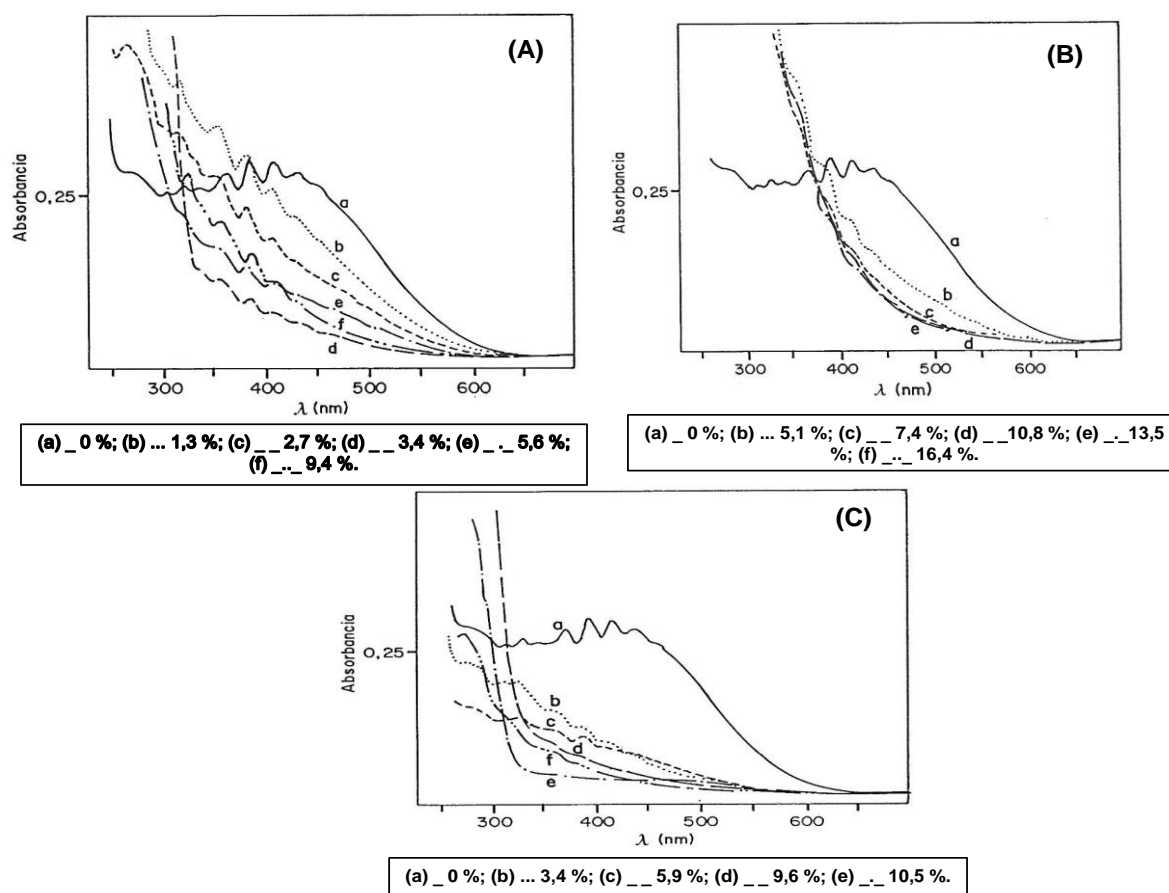 (A)
Absorbancia
0,25
a
b
c
e
f
d
300 400 500 600
λ (nm)
(a) _ 0 %; (b) ... 1,3 %; (c) _ _ 2,7 %; (d) _ _ 3,4 %; (e) _ ._ 5,6 %;
(f) _.._ 9,4 %.
(B)
Absorbancia
0,25
a
b
c
e
d
300 400 500 600
λ (nm)
(a) _ 0 %; (b) ... 5,1 %; (c) _ _ 7,4 %; (d) _ _10,8 %; (e) _._13,5
%; (f) _.._ 16,4 %.
(C)
Absorbancia
0,25
a
b
c
d
f
e
300 400 500 600
λ (nm)
(a) _ 0 %; (b) ... 3,4 %; (c) _ _ 5,9 %; (d) _ _ 9,6 %; (e) _._ 10,5 %.